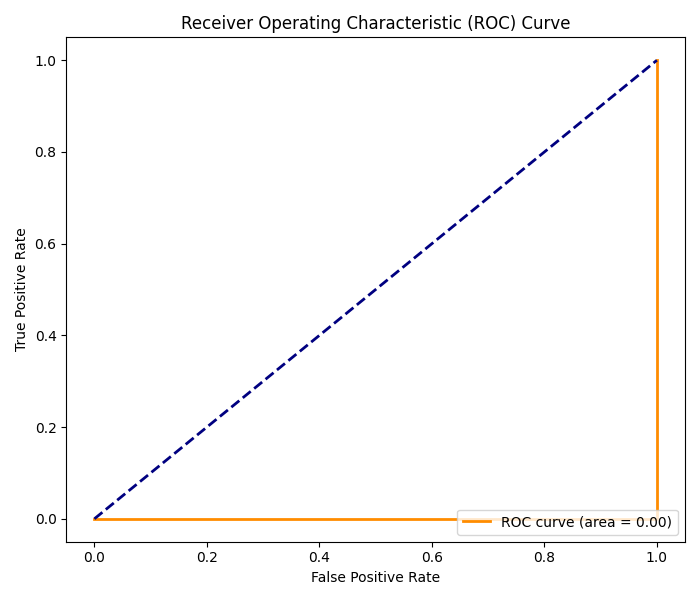 Receiver Operating Characteristic (ROC) Curve
1.0
0.8
0.6
0.4
0.2
0.0
True Positive Rate
ROC curve (area = 0.00)
0.0 0.2 0.4 0.6 0.8 1.0
False Positive Rate